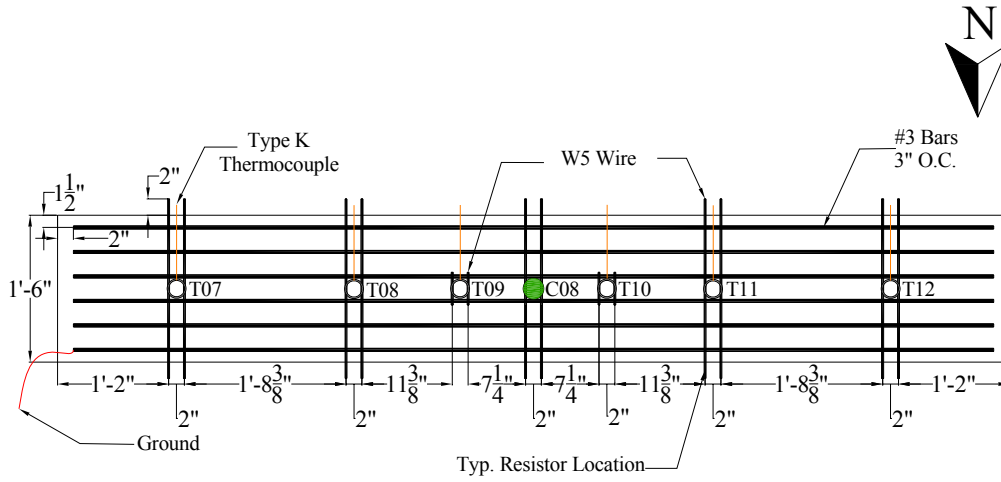 N
Type K
Thermocouple
W5 Wire
#3 Bars
3" O.C.
1 1/2"
2"
2"
1'-6"
T07
T08
T09
C08
T10
T11
T12
1'-2"
1'-8 3/8"
11 3/8"
7 1/4"
7 1/4"
11 3/8"
1'-8 3/8"
1'-2"
2"
2"
2"
2"
2"
2"
2"
Ground
Typ. Resistor Location